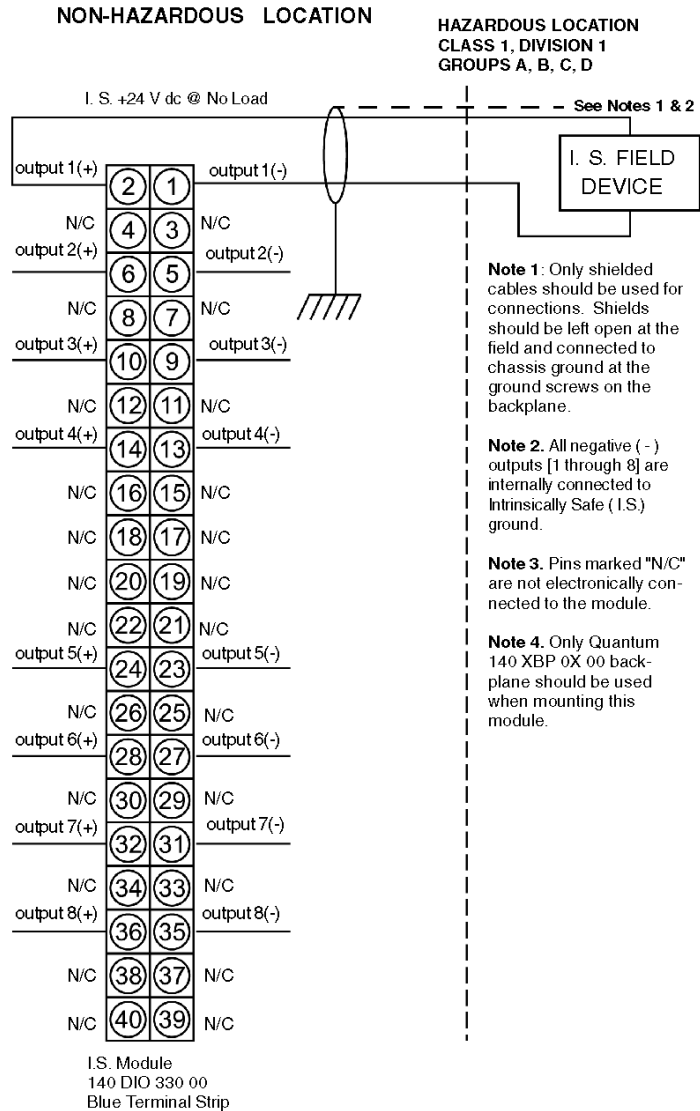 NON-HAZARDOUS LOCATION
HAZARDOUS LOCATION
CLASS 1, DIVISION 1
GROUPS A, B, C, D
I. S. +24 V dc @ No Load
See Notes 1 & 2
I. S. FIELD
DEVICE
output 1(+) 2 1 output 1(-)
N/C 4 3 N/C
output 2(+) 6 5 output 2(-)
N/C 8 7 N/C
output 3(+) 10 9 output 3(-)
N/C 12 11 N/C
output 4(+) 14 13 output 4(-)
N/C 16 15 N/C
N/C 18 17 N/C
N/C 20 19 N/C
N/C 22 21 N/C
output 5(+) 24 23 output 5(-)
N/C 26 25 N/C
output 6(+) 28 27 output 6(-)
N/C 30 29 N/C
output 7(+) 32 31 output 7(-)
N/C 34 33 N/C
output 8(+) 36 35 output 8(-)
N/C 38 37 N/C
N/C 40 39 N/C
I.S. Module
140 DIO 330 00
Blue Terminal Strip
Note 1: Only shielded
cables should be used for
connections. Shields
should be left open at the
field and connected to
chassis ground at the
ground screws on the
backplane.
Note 2. All negative ( - )
outputs [1 through 8] are
internally connected to
Intrinsically Safe ( I.S.)
ground.
Note 3. Pins marked "N/C"
are not electronically con-
nected to the module.
Note 4. Only Quantum
140 XBP 0X 00 back-
plane should be used
when mounting this
module.